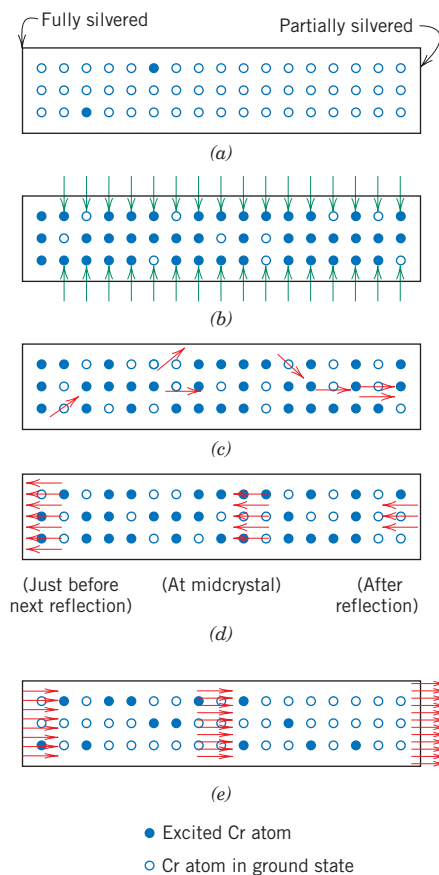 Fully silvered
Partially silvered
(a)
(b)
(c)
(Just before
next reflection)
(At midcrystal)
(After
reflection)
(d)
(e)
Excited Cr atom
Cr atom in ground state